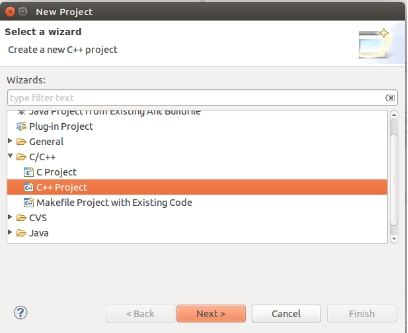 New Project
Select a wizard
Create a new C++ project
Wizards:
type filter text
Java Project from Existing Ant Buildfile
Plug-in Project
General
C/C++
C Project
C++ Project
Makefile Project with Existing Code
CVS
Java
?
< Back
Next >
Cancel
Finish